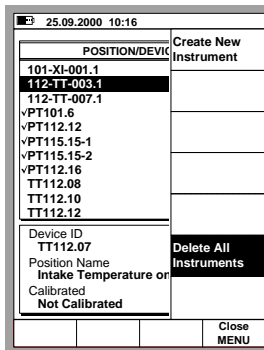 25.09.2000 10:16
POSITION/DEVIC
101-XI-001.1
112-TT-003.1
112-TT-007.1
√PT101.6
√PT112.12
√PT115.15-1
√PT115.15-2
√PT112.16
TT112.08
TT112.10
TT112.12
Device ID
TT112.07
Position Name
Intake Temperature on
Calibrated
Not Calibrated
Create New
Instrument
Delete All
Instruments
Close
MENU